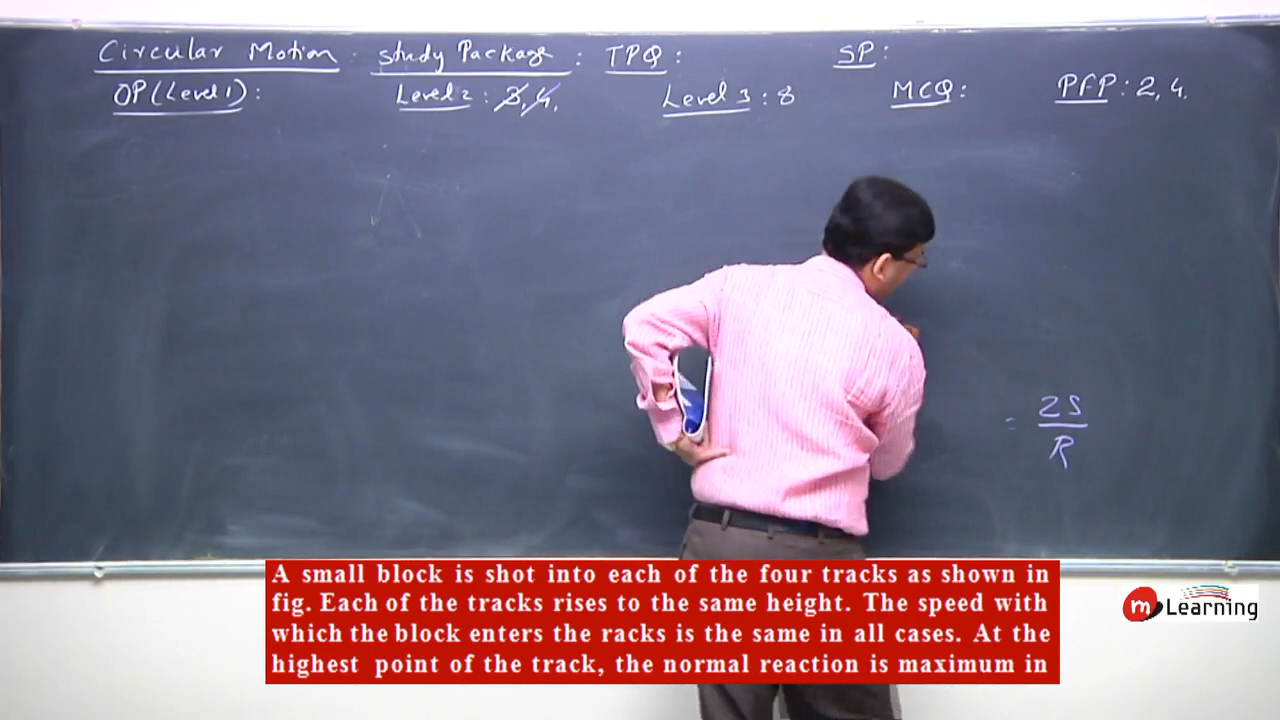 Circular Motion study Package : TPQ : SP :
OP (Level 1) : Level 2 : 3, 4, Level 3 : 8 MCQ : PFP : 2, 4.
= 2S
R
A small block is shot into each of the four tracks as shown in
fig. Each of the tracks rises to the same height. The speed with
which the block enters the racks is the same in all cases. At the
highest point of the track, the normal reaction is maximum in
m Learning